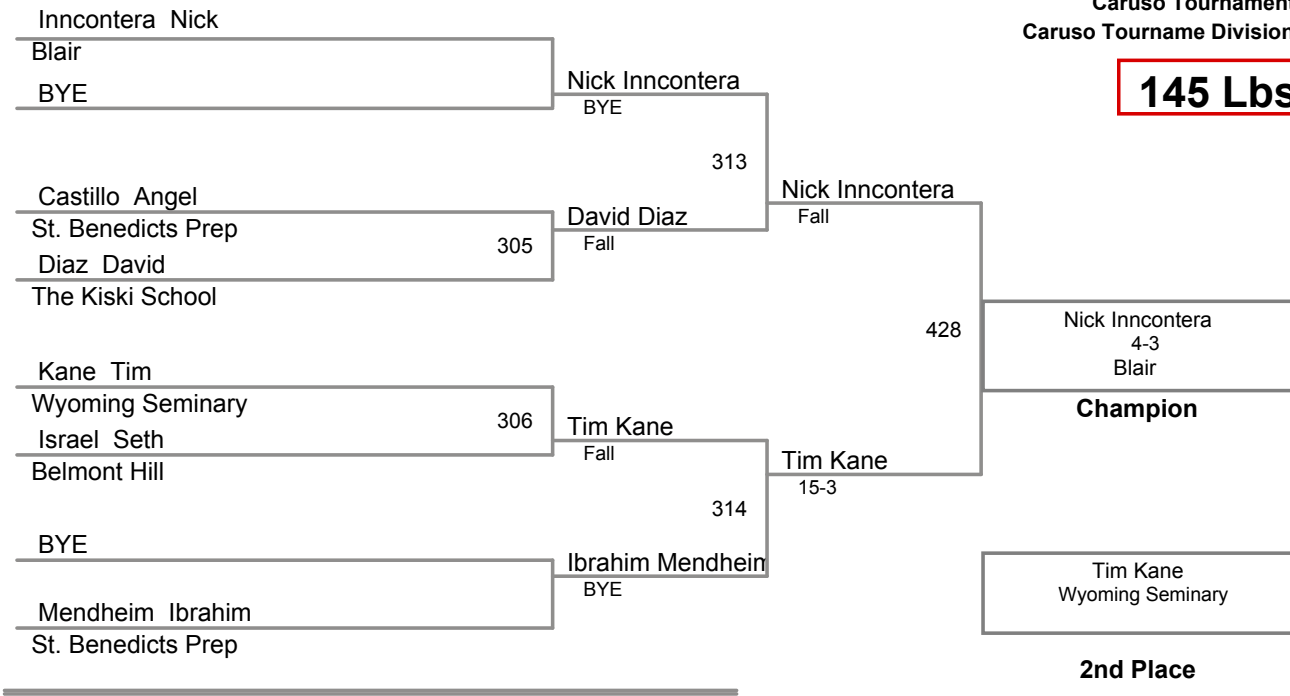 Caruso Tournament
Caruso Tourname Division
145 Lbs
Inncontera Nick
Blair
BYE
Nick Inncontera
BYE
313
Castillo Angel
St. Benedicts Prep
305
Diaz David
The Kiski School
David Diaz
Fall
Nick Inncontera
Fall
428
Kane Tim
Wyoming Seminary
306
Israel Seth
Belmont Hill
Tim Kane
Fall
314
Tim Kane
15-3
BYE
Mendheim Ibrahim
St. Benedicts Prep
Ibrahim Mendheim
BYE
Nick Inncontera
4-3
Blair
Champion
Tim Kane
Wyoming Seminary
2nd Place